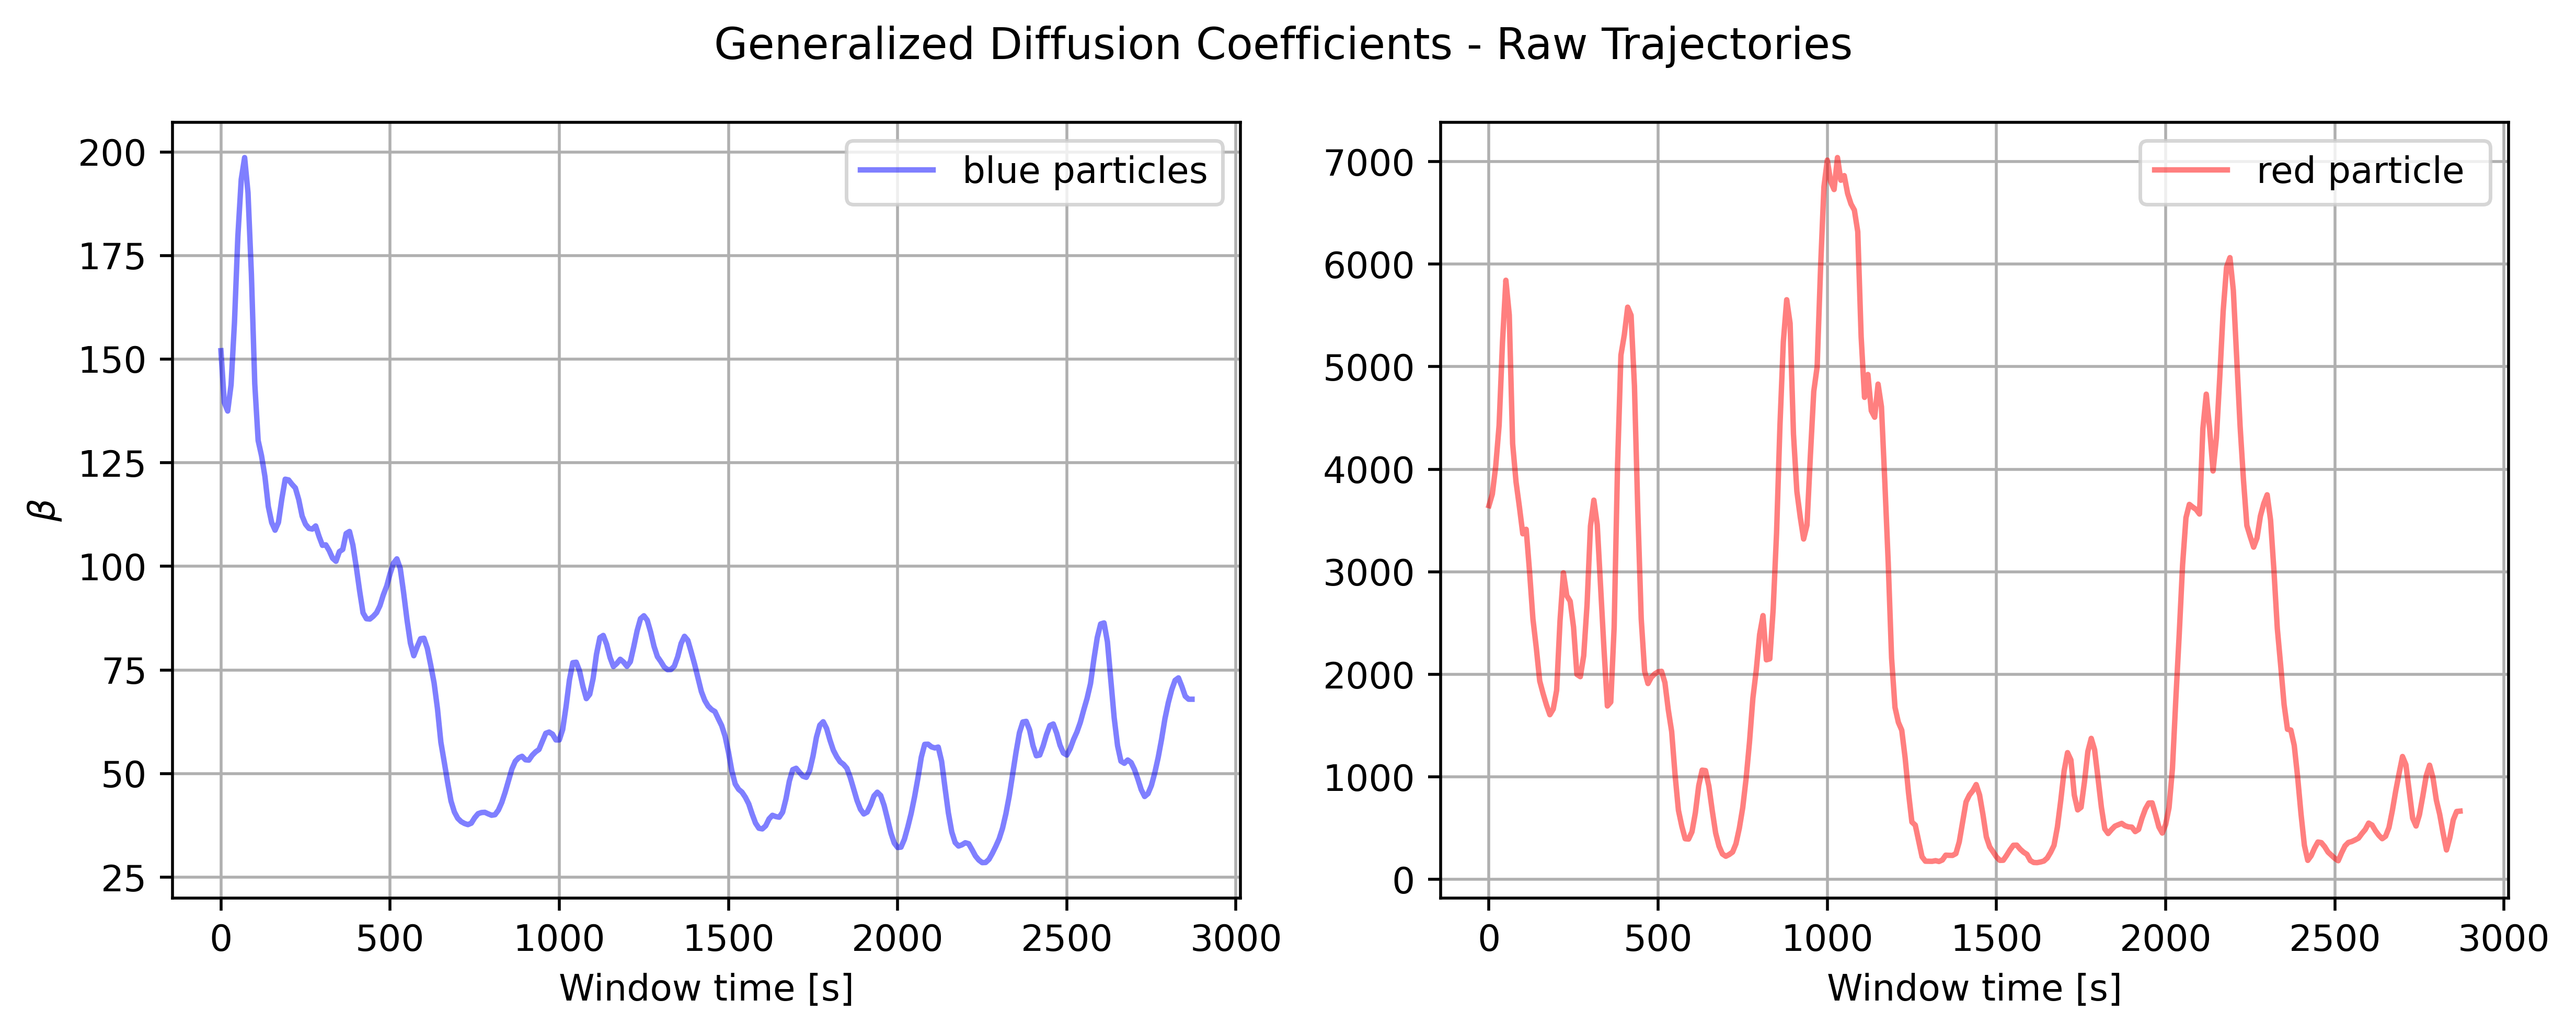 Generalized Diffusion Coefficients - Raw Trajectories
200
175
150
125
100
75
50
25
β
blue particles
0 500 1000 1500 2000 2500 3000
Window time [s]
7000
6000
5000
4000
3000
2000
1000
0
red particle
0 500 1000 1500 2000 2500 3000
Window time [s]